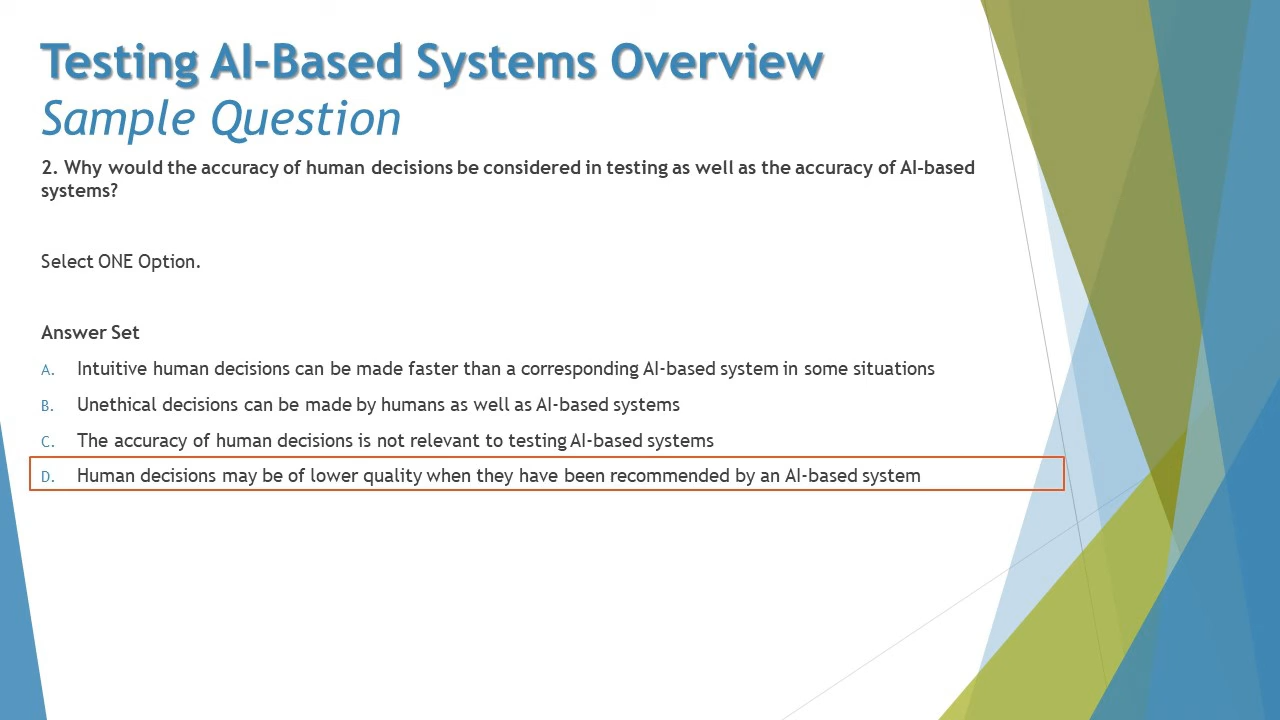 Testing AI-Based Systems Overview
Sample Question
2. Why would the accuracy of human decisions be considered in testing as well as the accuracy of AI-based
systems?
Select ONE Option.
Answer Set
A. Intuitive human decisions can be made faster than a corresponding AI-based system in some situations
B. Unethical decisions can be made by humans as well as AI-based systems
C. The accuracy of human decisions is not relevant to testing AI-based systems
D. Human decisions may be of lower quality when they have been recommended by an AI-based system